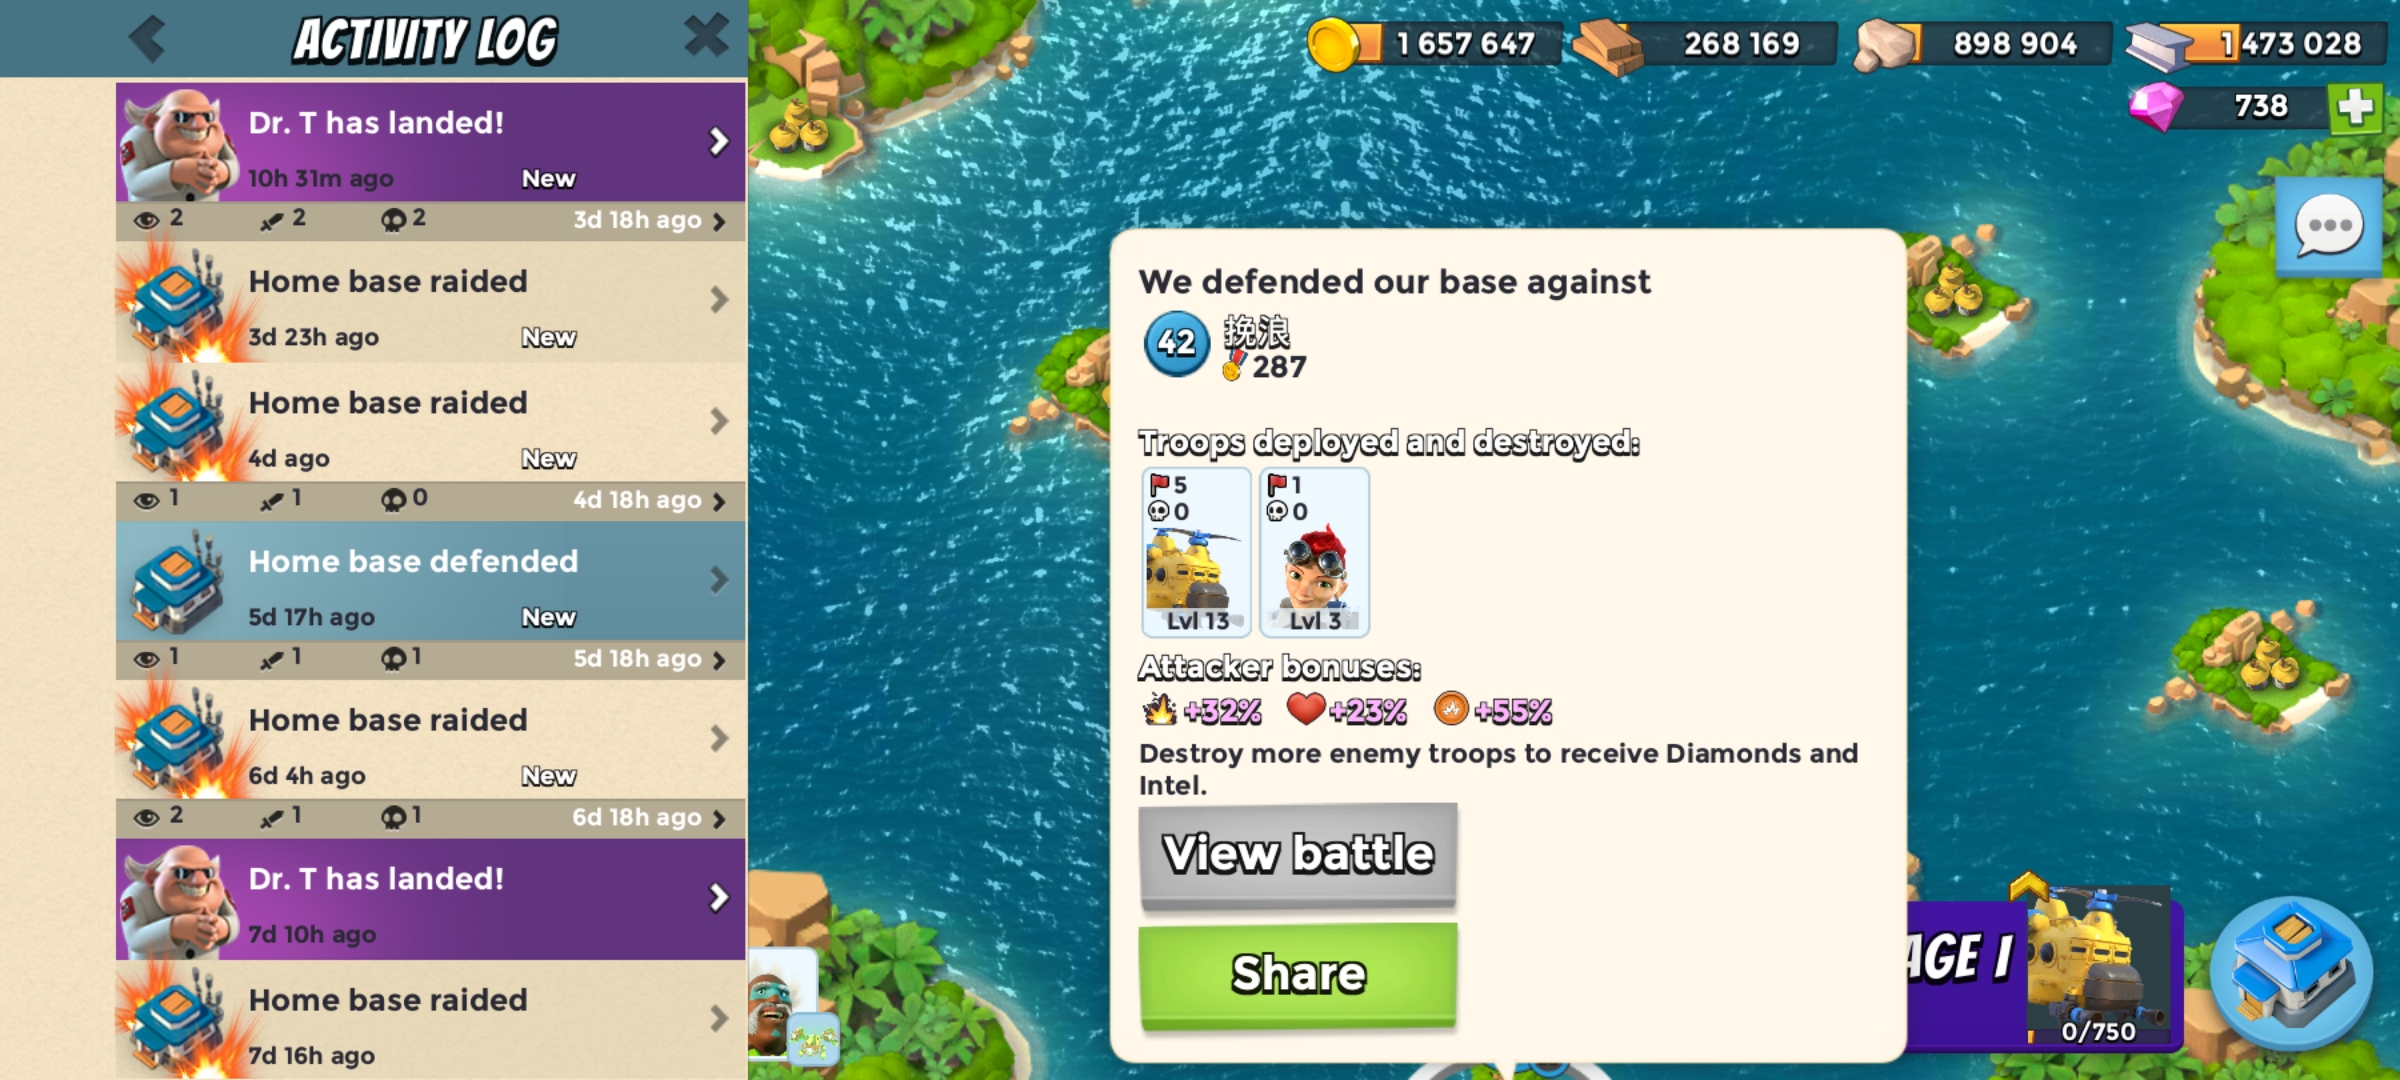 ACTIVITY LOG
Dr. T has landed!
10h 31m ago New
2 2 2 3d 18h ago
Home base raided
3d 23h ago New
Home base raided
4d ago New
1 1 0 4d 18h ago
Home base defended
5d 17h ago New
1 1 1 5d 18h ago
Home base raided
6d 4h ago New
2 1 1 6d 18h ago
Dr. T has landed!
7d 10h ago
Home base raided
7d 16h ago
1 657 647 268 169 898 904 1 473 028
738
We defended our base against
42 挽浪
287
Troops deployed and destroyed:
5 1
0 0
Lvl 13 Lvl 3
Attacker bonuses:
+32% +23% +55%
Destroy more enemy troops to receive Diamonds and
Intel.
View battle
Share
AGE I
0/750